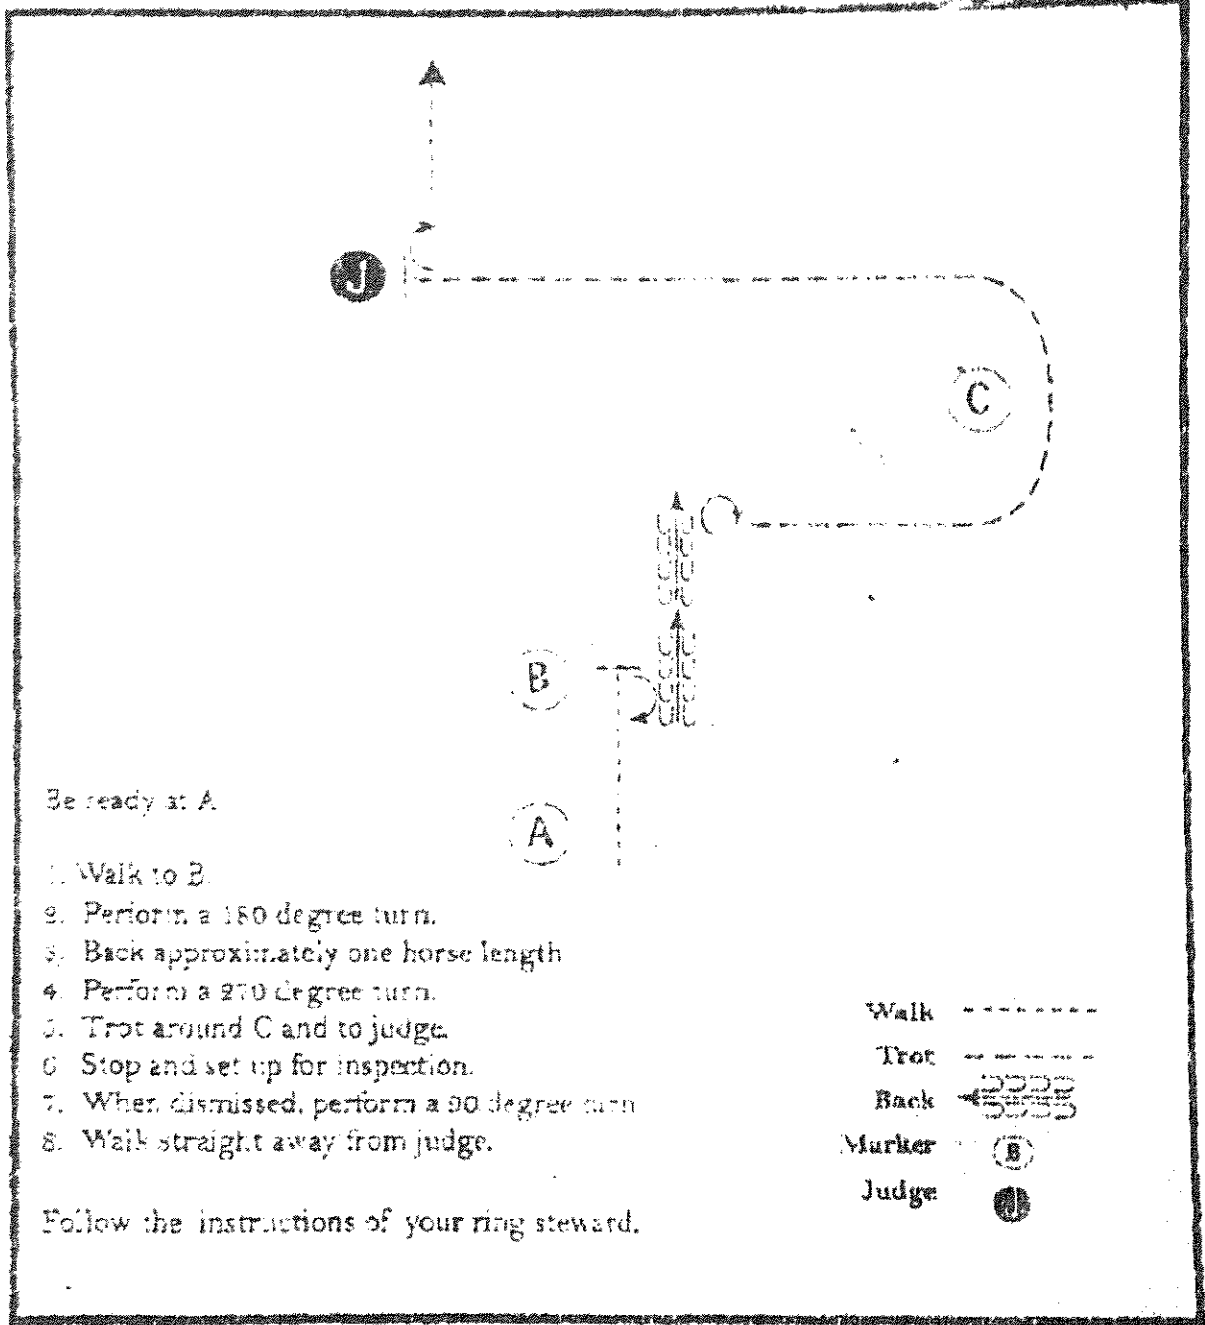 J
C
B
A
Be ready at A
1. Walk to B.
2. Perform a 180 degree turn.
3. Back approximately one horse length
4. Perform a 270 degree turn.
5. Trot around C and to judge.
6 Stop and set up for inspection.
7. When dismissed, perform a 90 degree turn
8. Walk straight away from judge.
Follow the instructions of your ring steward.
Walk
Trot
Back
Marker B
Judge J